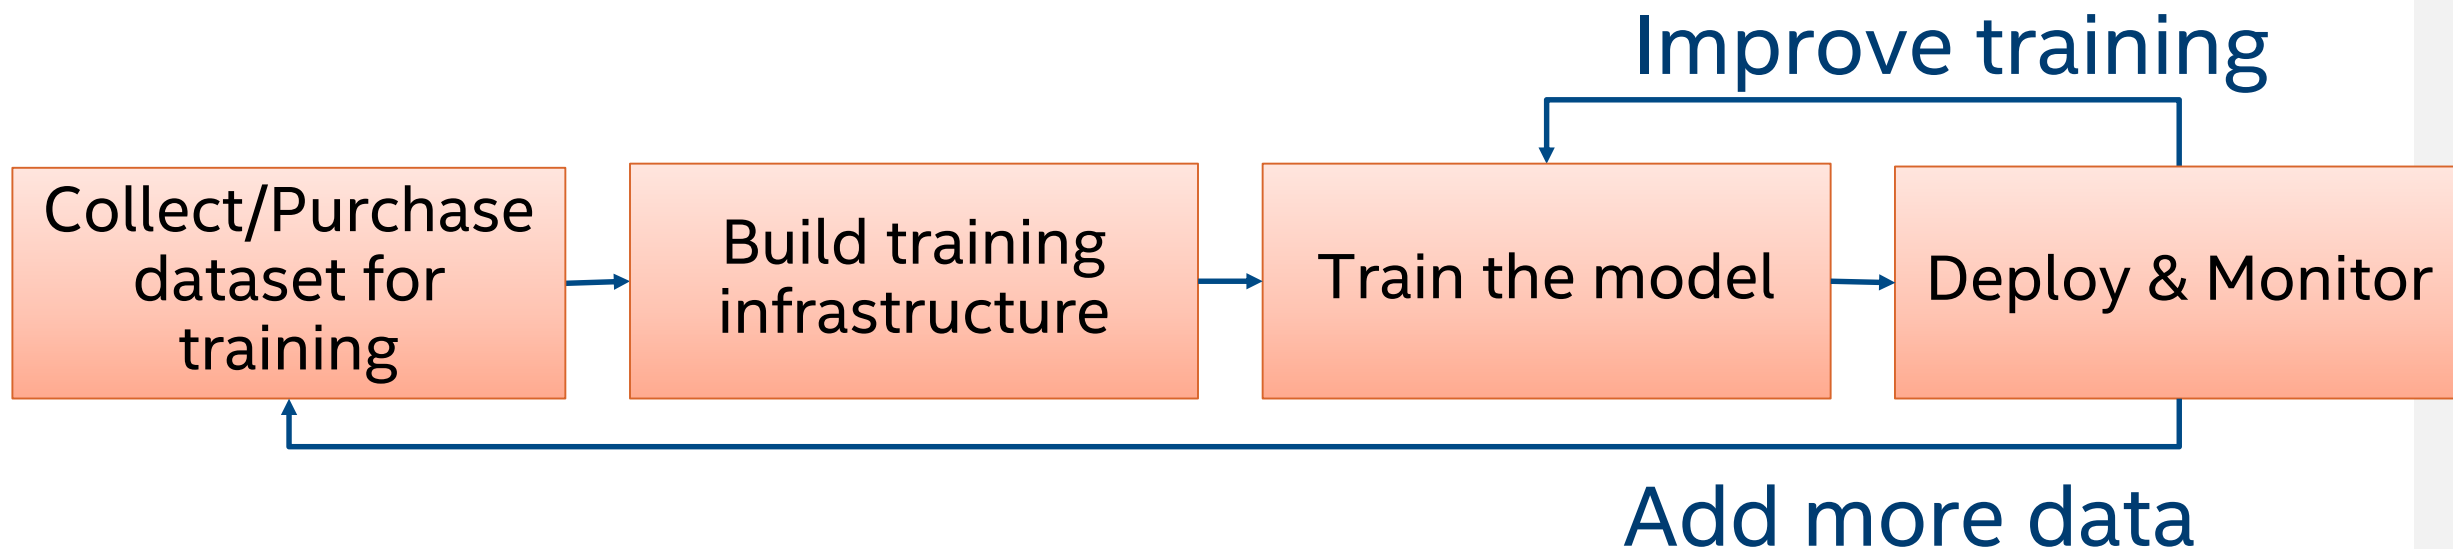 Improve training
Collect/Purchase
dataset for
training
Build training
infrastructure
Train the model
Deploy & Monitor
Add more data